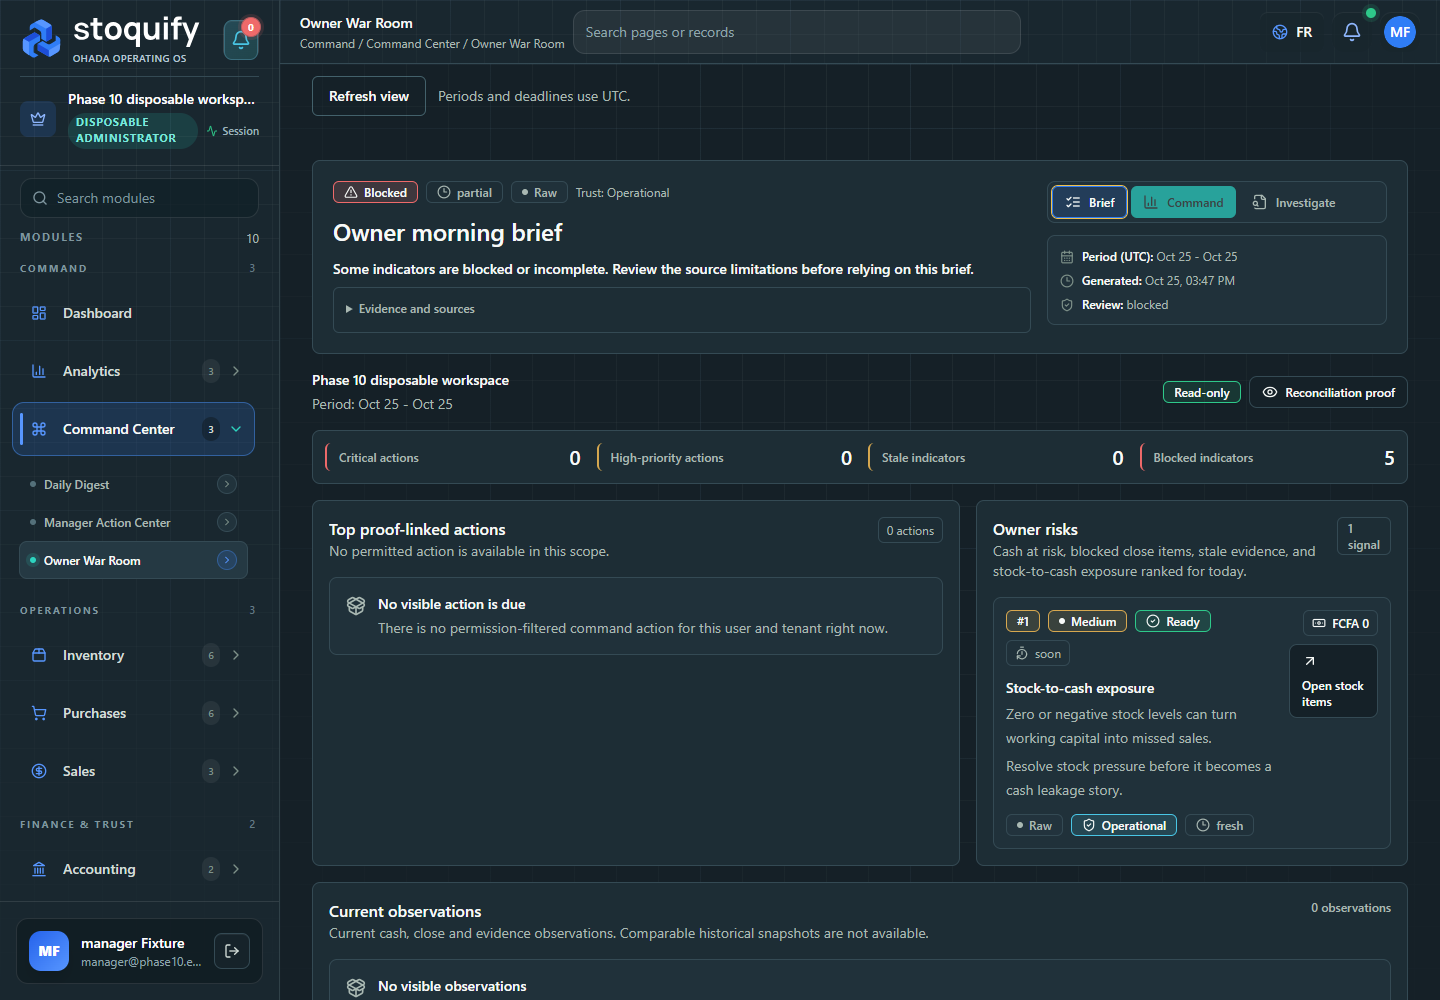 stoquify
OHADA OPERATING OS
0
Phase 10 disposable worksp...
DISPOSABLE
ADMINISTRATOR
Session
Search modules
MODULES
10
COMMAND
3
Dashboard
Analytics
3
Command Center
3
Daily Digest
Manager Action Center
Owner War Room
OPERATIONS
3
Inventory
6
Purchases
6
Sales
3
FINANCE & TRUST
2
Accounting
2
MF
manager Fixture
manager@phase10.e...
Owner War Room
Command / Command Center / Owner War Room
Search pages or records
FR
MF
Refresh view
Periods and deadlines use UTC.
Blocked
partial
Raw
Trust: Operational
Owner morning brief
Some indicators are blocked or incomplete. Review the source limitations before relying on this brief.
Evidence and sources
Brief
Command
Investigate
Period (UTC): Oct 25 - Oct 25
Generated: Oct 25, 03:47 PM
Review: blocked
Phase 10 disposable workspace
Period: Oct 25 - Oct 25
Read-only
Reconciliation proof
Critical actions
0
High-priority actions
0
Stale indicators
0
Blocked indicators
5
Top proof-linked actions
0 actions
No permitted action is available in this scope.
No visible action is due
There is no permission-filtered command action for this user and tenant right now.
Owner risks
1
signal
Cash at risk, blocked close items, stale evidence, and
stock-to-cash exposure ranked for today.
#1
Medium
Ready
FCFA 0
soon
Open stock
items
Stock-to-cash exposure
Zero or negative stock levels can turn
working capital into missed sales.
Resolve stock pressure before it becomes a
cash leakage story.
Raw
Operational
fresh
Current observations
0 observations
Current cash, close and evidence observations. Comparable historical snapshots are not available.
No visible observations